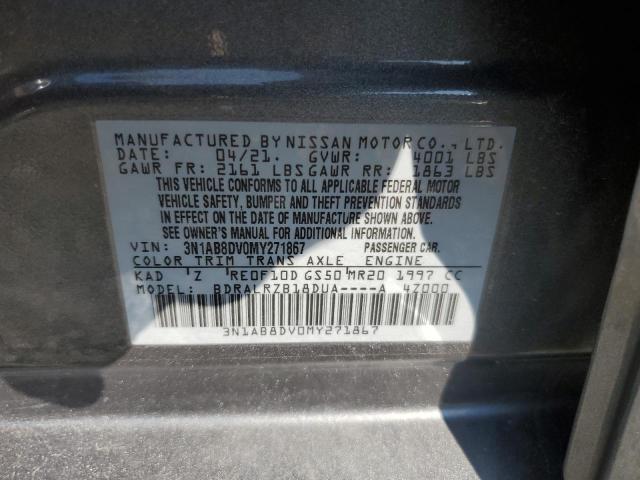 MANUFACTURED BY NISSAN MOTOR CO., LTD.
DATE: 04/21. GVWR: 4001 LBS
GAWR FR: 2161 LBS GAWR RR: 1863 LBS
THIS VEHICLE CONFORMS TO ALL APPLICABLE FEDERAL MOTOR
VEHICLE SAFETY, BUMPER AND THEFT PREVENTION STANDARDS
IN EFFECT ON THE DATE OF MANUFACTURE SHOWN ABOVE.
SEE OWNER'S MANUAL FOR ADDITIONAL INFORMATION.
VIN: 3N1AB8DV0MY271867 PASSENGER CAR.
COLOR TRIM TRANS AXLE ENGINE
KAD Z RE0F10D GS50 MR20 1997 CC
MODEL: BDRALRZB18DUA----A 4Z000
3N1AB8DV0MY271867